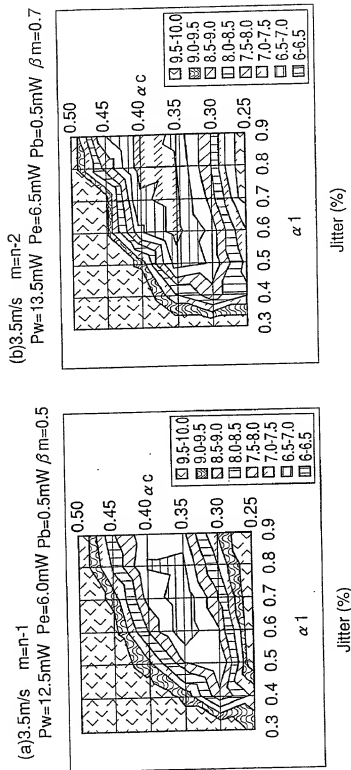 (a)3.5m/s m=n-1
Pw=12.5mW Pe=6.0mW Pb=0.5mW βm=0.5
0.50
0.45
0.40 αc
0.35
0.30
0.25
0.3 0.4 0.5 0.6 0.7 0.8 0.9
α1
9.5-10.0
9.0-9.5
8.5-9.0
8.0-8.5
7.5-8.0
7.0-7.5
6.5-7.0
6-6.5
Jitter (%)
(b)3.5m/s m=n-2
Pw=13.5mW Pe=6.5mW Pb=0.5mW βm=0.7
0.50
0.45
0.40 αc
0.35
0.30
0.25
0.3 0.4 0.5 0.6 0.7 0.8 0.9
α1
9.5-10.0
9.0-9.5
8.5-9.0
8.0-8.5
7.5-8.0
7.0-7.5
6.5-7.0
6-6.5
Jitter (%)